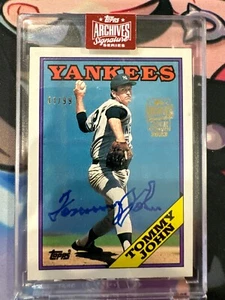 Topps
ARCHIVES
Signature
SERIES
YANKEES
Tommy John
Topps
TOMMY
JOHN